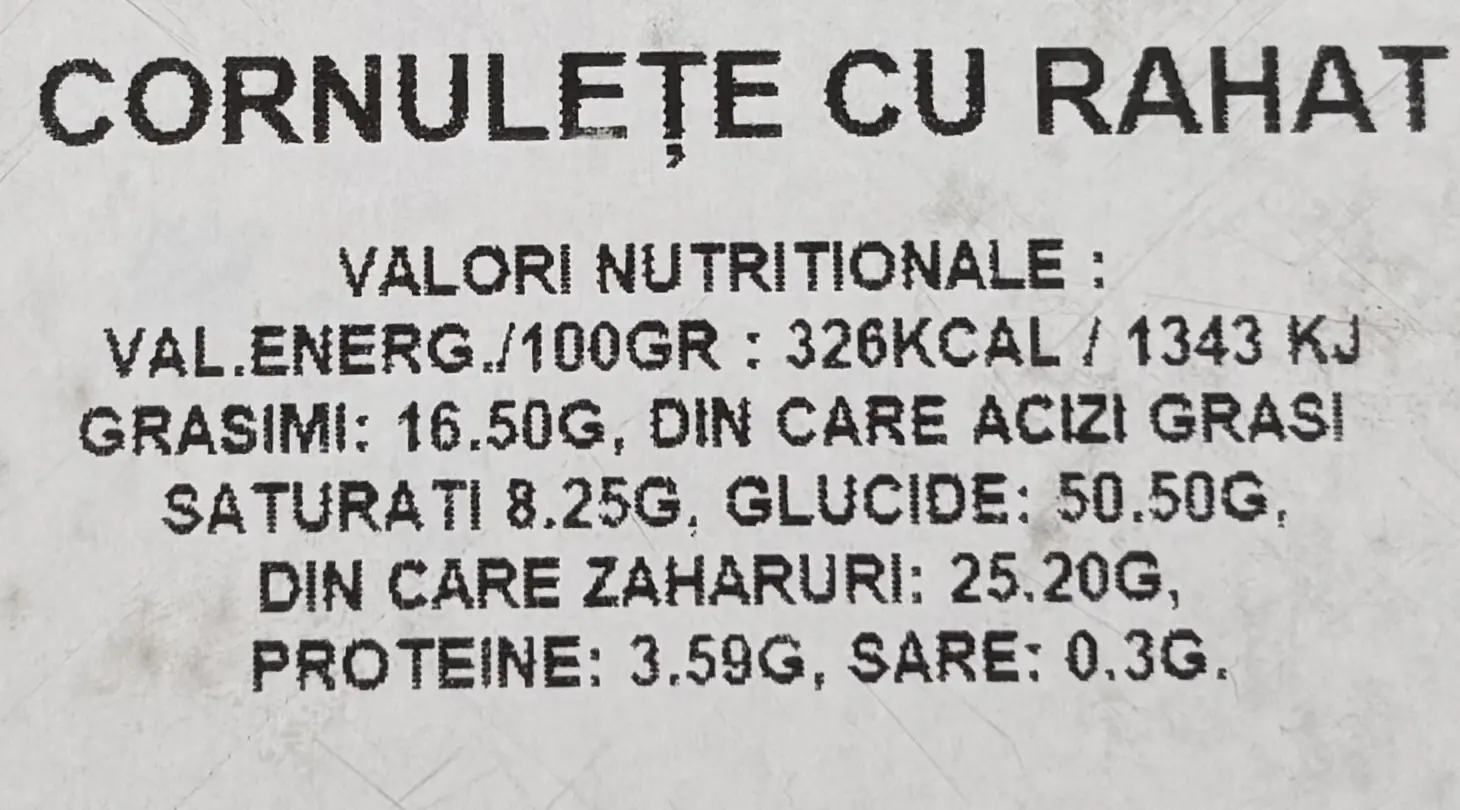 CORNULEȚE CU RAHAT
VALORI NUTRITIONALE :
VAL.ENERG./100GR : 326KCAL / 1343 KJ
GRASIMI: 16.50G, DIN CARE ACIZI GRASI
SATURATI 8.25G, GLUCIDE: 50.50G,
DIN CARE ZAHARURI: 25.20G,
PROTEINE: 3.59G, SARE: 0.3G.